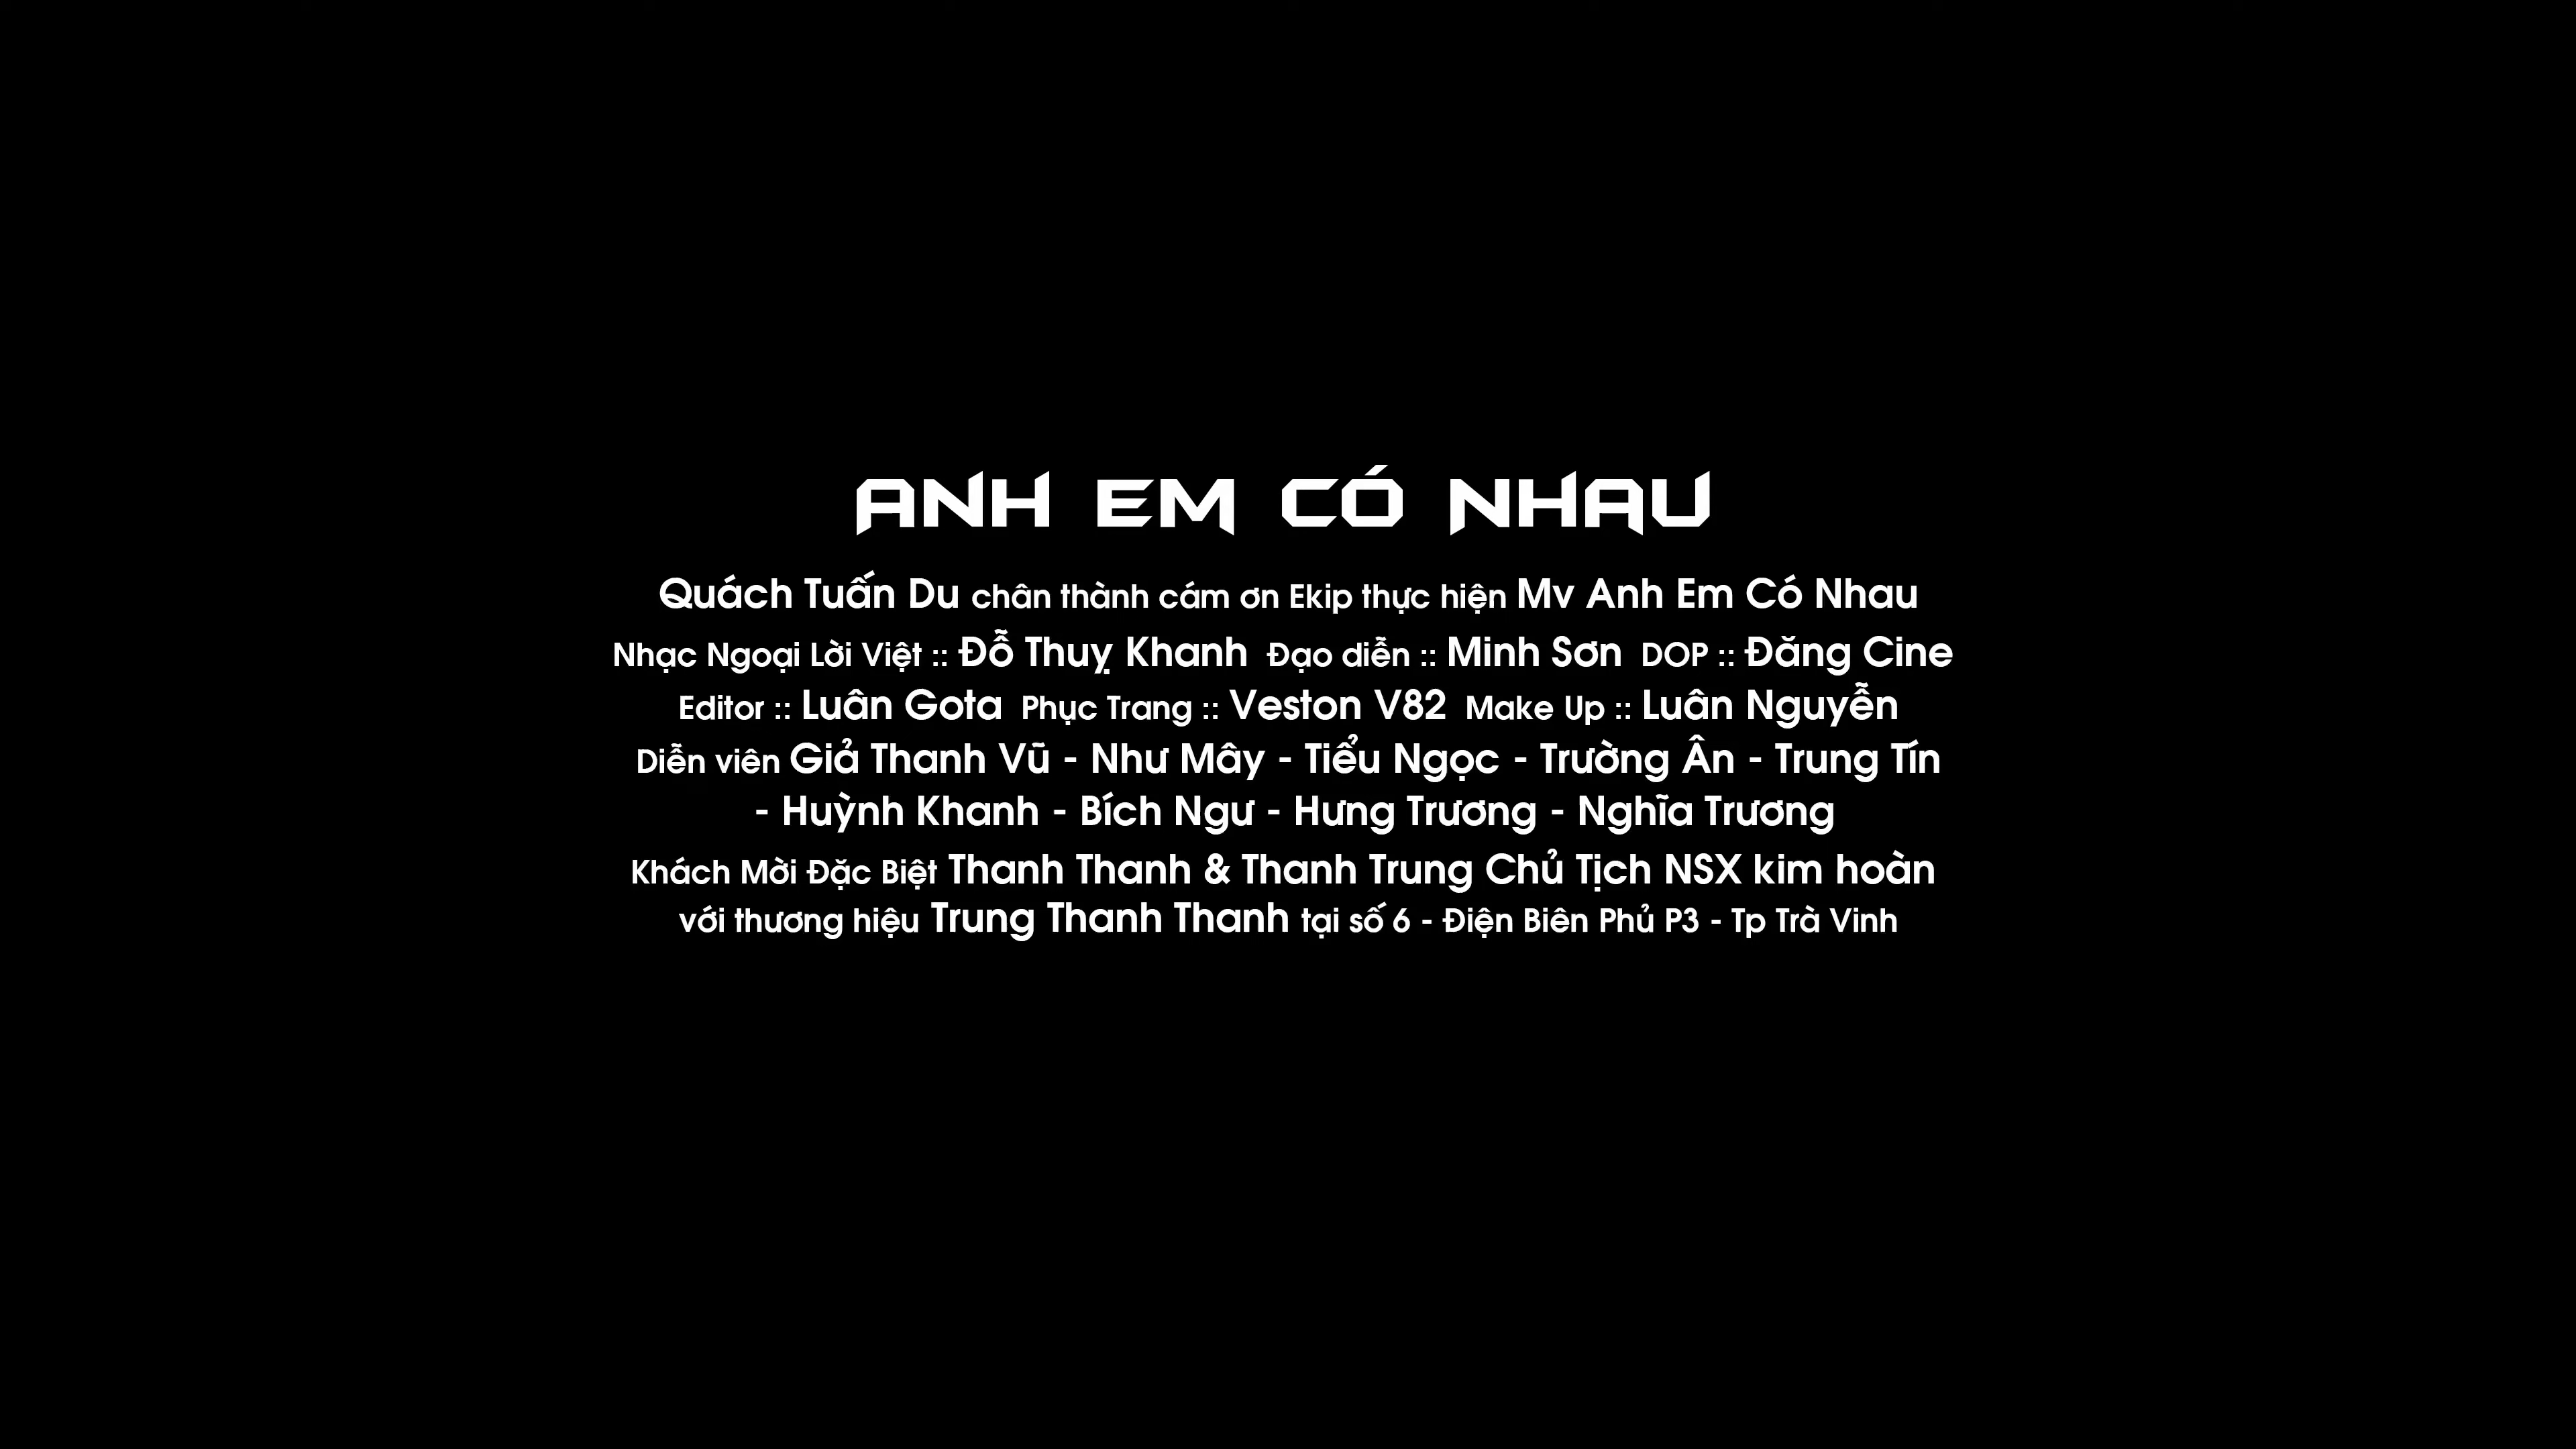 ANH EM CÓ NHAU
Quách Tuấn Du chân thành cám ơn Ekip thực hiện Mv Anh Em Có Nhau
Nhạc Ngoại Lời Việt :: Đỗ Thuỵ Khanh Đạo diễn :: Minh Sơn DOP :: Đăng Cine
Editor :: Luân Gota Phục Trang :: Veston V82 Make Up :: Luân Nguyễn
Diễn viên Giả Thanh Vũ - Như Mây - Tiểu Ngọc - Trường Ân - Trung Tín
- Huỳnh Khanh - Bích Ngư - Hưng Trương - Nghĩa Trương
Khách Mời Đặc Biệt Thanh Thanh & Thanh Trung Chủ Tịch NSX kim hoàn
với thương hiệu Trung Thanh Thanh tại số 6 - Điện Biên Phủ P3 - Tp Trà Vinh